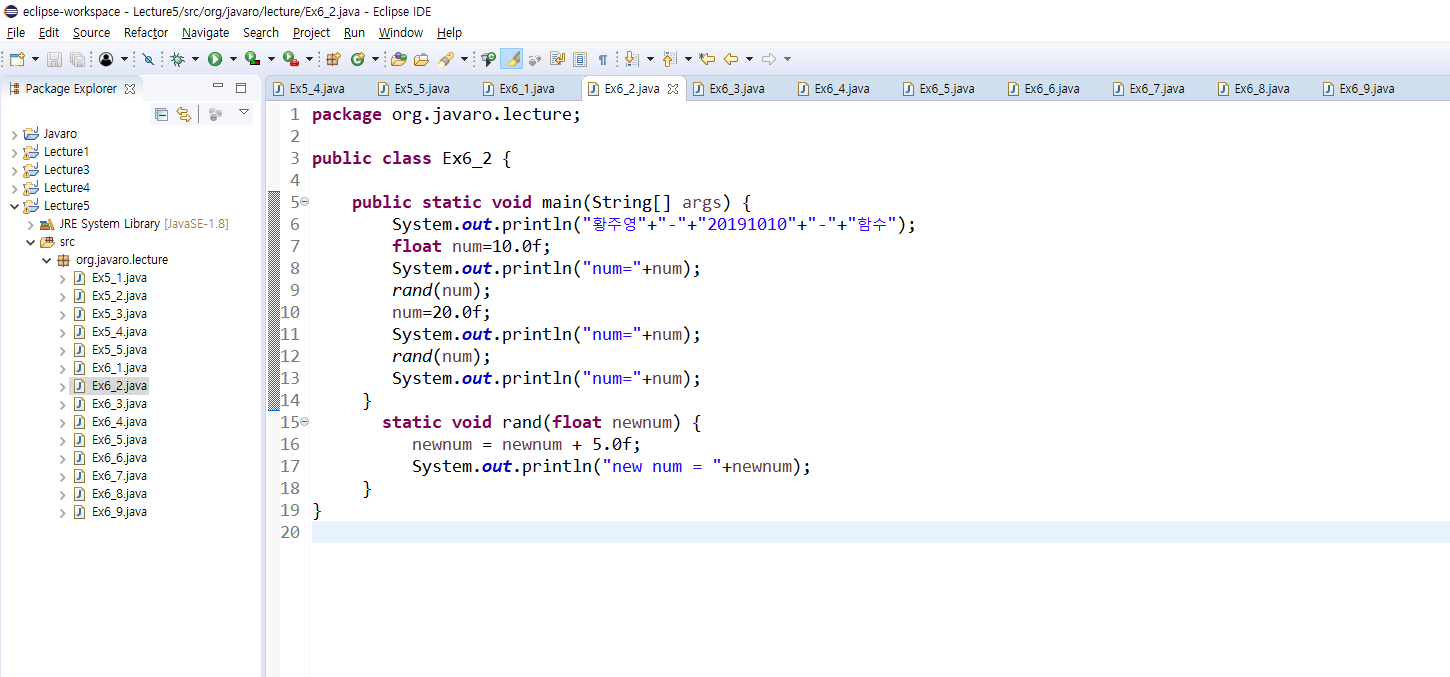 eclipse-workspace - Lecture5/src/org/javaro/lecture/Ex6_2.java - Eclipse IDE
File Edit Source Refactor Navigate Search Project Run Window Help
Package Explorer
Javaro
Lecture1
Lecture3
Lecture4
Lecture5
JRE System Library [JavaSE-1.8]
src
org.javaro.lecture
Ex5_1.java
Ex5_2.java
Ex5_3.java
Ex5_4.java
Ex5_5.java
Ex6_1.java
Ex6_2.java
Ex6_3.java
Ex6_4.java
Ex6_5.java
Ex6_6.java
Ex6_7.java
Ex6_8.java
Ex6_9.java
Ex5_4.java Ex5_5.java Ex6_1.java Ex6_2.java Ex6_3.java Ex6_4.java Ex6_5.java Ex6_6.java Ex6_7.java Ex6_8.java Ex6_9.java
1 package org.javaro.lecture;
2
3 public class Ex6_2 {
4
5 public static void main(String[] args) {
6 System.out.println("황주영"+"-"+"20191010"+"-"+"함수");
7 float num=10.0f;
8 System.out.println("num="+num);
9 rand(num);
10 num=20.0f;
11 System.out.println("num="+num);
12 rand(num);
13 System.out.println("num="+num);
14 }
15 static void rand(float newnum) {
16 newnum = newnum + 5.0f;
17 System.out.println("new num = "+newnum);
18 }
19 }
20